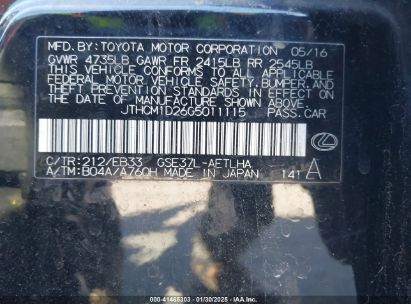 MFD. BY: TOYOTA MOTOR CORPORATION 05/16
GVWR 4735LB GAWR FR 2415LB RR 2545LB
THIS VEHICLE CONFORMS TO ALL APPLICABLE
FEDERAL MOTOR VEHICLE SAFETY, BUMPER, AND
THEFT PREVENTION STANDARDS IN EFFECT ON
THE DATE OF MANUFACTURE SHOWN ABOVE.
JTHCM1D26G5011115 PASS.CAR
C/TR:212/EB33 GSE37L-AETLHA
A/TM:B04A/A760H MADE IN JAPAN 141 A
00-41465303 - 01/30/2025 - IAA Inc.